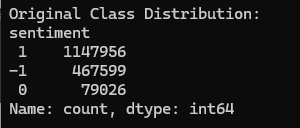 Original Class Distribution:
sentiment
 1    1147956
-1     467599
 0      79026
Name: count, dtype: int64